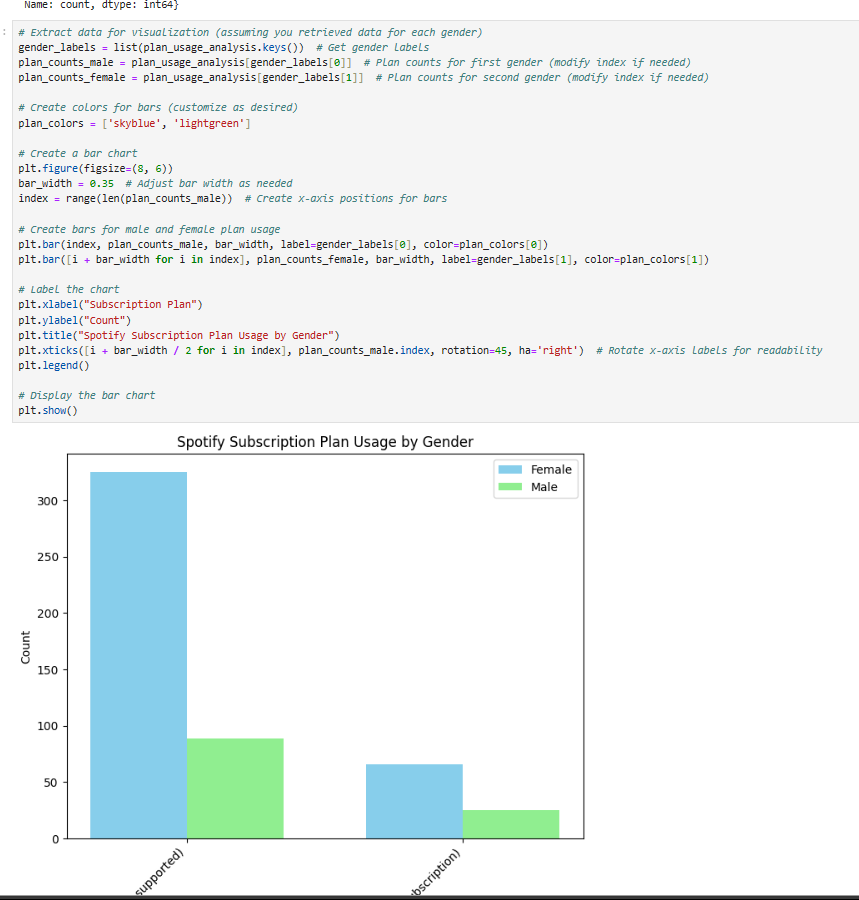 Name: count, dtype: int64}
# Extract data for visualization (assuming you retrieved data for each gender)
gender_labels = list(plan_usage_analysis.keys())  # Get gender labels
plan_counts_male = plan_usage_analysis[gender_labels[0]]  # Plan counts for first gender (modify index if needed)
plan_counts_female = plan_usage_analysis[gender_labels[1]]  # Plan counts for second gender (modify index if needed)
# Create colors for bars (customize as desired)
plan_colors = ['skyblue', 'lightgreen']
# Create a bar chart
plt.figure(figsize=(8, 6))
bar_width = 0.35  # Adjust bar width as needed
index = range(len(plan_counts_male))  # Create x-axis positions for bars
# Create bars for male and female plan usage
plt.bar(index, plan_counts_male, bar_width, label=gender_labels[0], color=plan_colors[0])
plt.bar([i + bar_width for i in index], plan_counts_female, bar_width, label=gender_labels[1], color=plan_colors[1])
# Label the chart
plt.xlabel("Subscription Plan")
plt.ylabel("Count")
plt.title("Spotify Subscription Plan Usage by Gender")
plt.xticks([i + bar_width / 2 for i in index], plan_counts_male.index, rotation=45, ha='right')  # Rotate x-axis labels for readability
plt.legend()
# Display the bar chart
plt.show()
Spotify Subscription Plan Usage by Gender
Female
Male
300
250
200
150
100
50
0
Count
supported)
bscription)